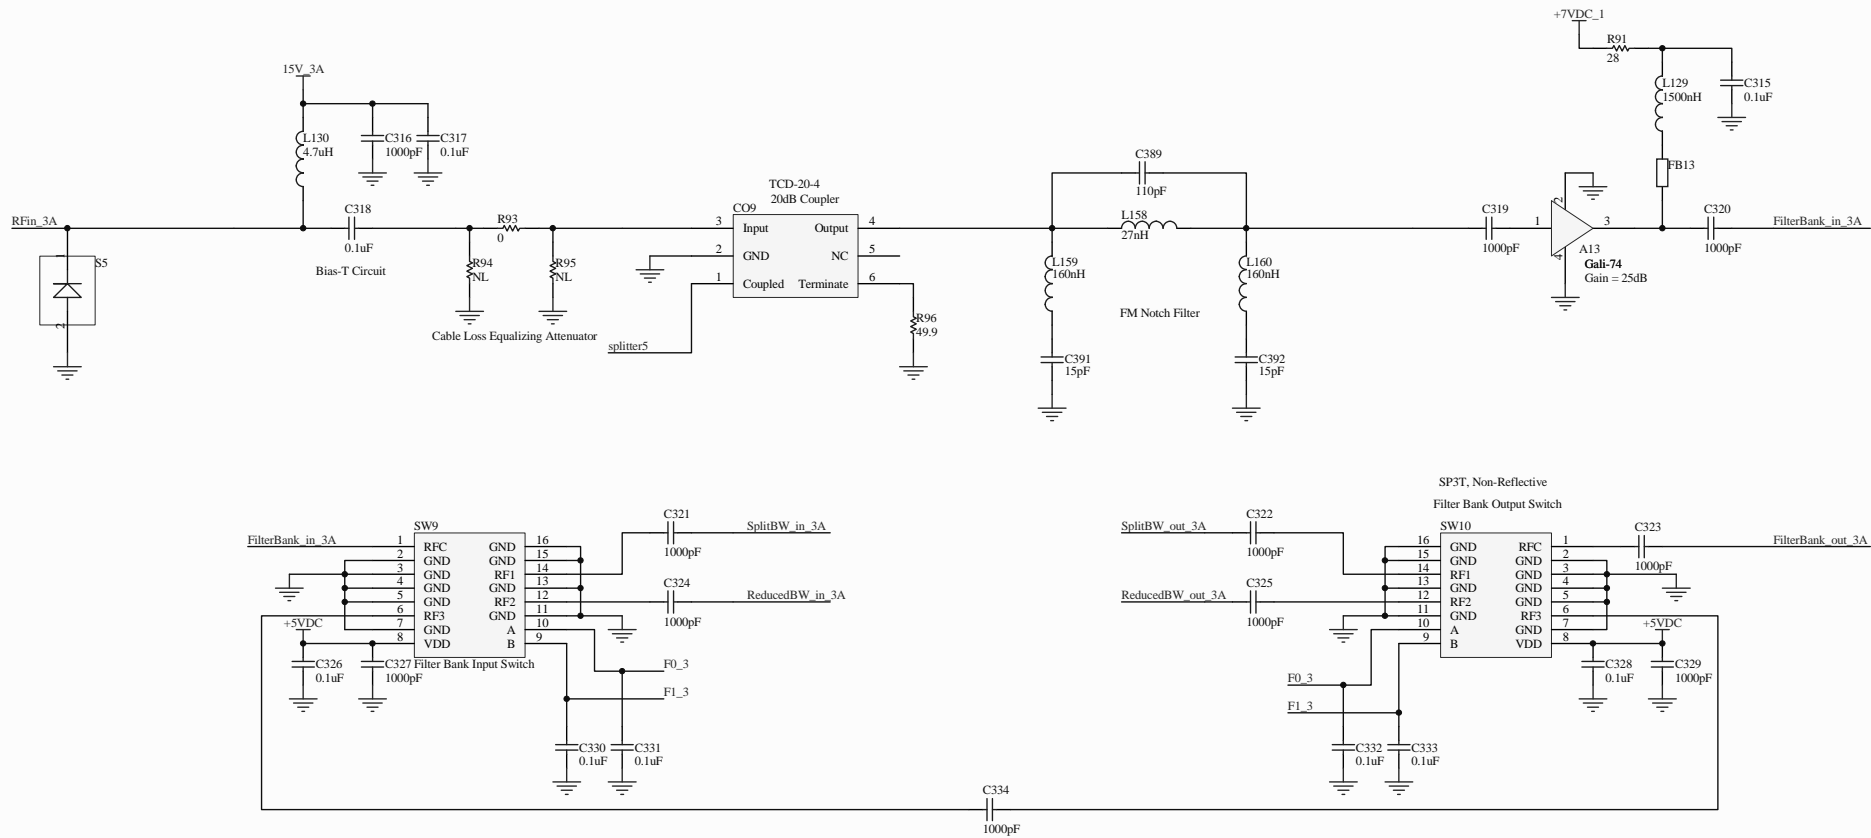 +7VDC_1
R91
28
15V_3A
L129
1500nH
C315
0.1uF
L130
4.7uH
C316
1000pF
C317
0.1uF
C389
110pF
FB13
TCD-20-4
20dB Coupler
RFin_3A
C318
0.1uF
Bias-T Circuit
R93
0
CO9
3 Input Output 4
2 GND NC 5
1 Coupled Terminate 6
L158
27nH
C319
1000pF
1
2
3
4
A13
Gali-74
Gain = 25dB
C320
1000pF
FilterBank_in_3A
1
S5
2
R94
NL
R95
NL
L159
160nH
L160
160nH
FM Notch Filter
R96
49.9
Cable Loss Equalizing Attenuator
splitter5
C391
15pF
C392
15pF
SP3T, Non-Reflective
Filter Bank Output Switch
SW9
FilterBank_in_3A
1 RFC GND 16
2 GND GND 15
3 GND RF1 14
4 GND GND 13
5 GND RF2 12
6 RF3 GND 11
7 GND A 10
8 VDD B 9
Filter Bank Input Switch
C321
1000pF
SplitBW_in_3A
C324
1000pF
ReducedBW_in_3A
+5VDC
C326
0.1uF
C327
1000pF
F0_3
F1_3
C330
0.1uF
C331
0.1uF
SplitBW_out_3A
C322
1000pF
ReducedBW_out_3A
C325
1000pF
SW10
16 GND RFC 1
15 GND GND 2
14 RF1 GND 3
13 GND GND 4
12 RF2 GND 5
11 GND RF3 6
10 A GND 7
9 B VDD 8
C323
1000pF
FilterBank_out_3A
+5VDC
C328
0.1uF
C329
1000pF
F0_3
F1_3
C332
0.1uF
C333
0.1uF
C334
1000pF